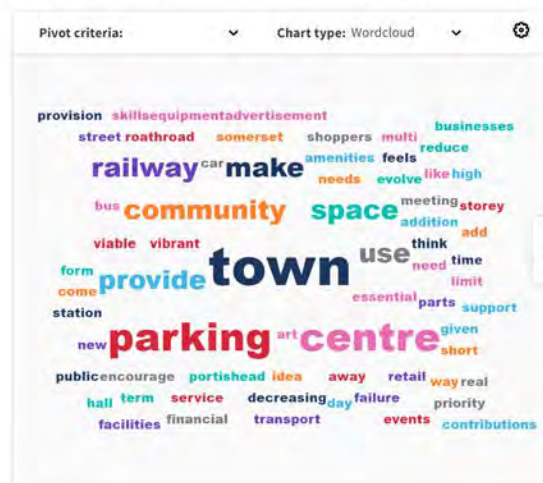 Pivot criteria: Chart type: Wordcloud
provision skillsequipmentadvertisement
businesses
street roathroad somerset shoppers multi
reduce
railway car make amenities feels
needs evolve like high
bus community space meeting storey
addition
add
viable vibrant town use think
need time
form provide limit
come essential parts support
station
new parking art centre given
short
public encourage portishead idea away retail way real
hall term service decreasing day failure priority
facilities financial transport events contributions